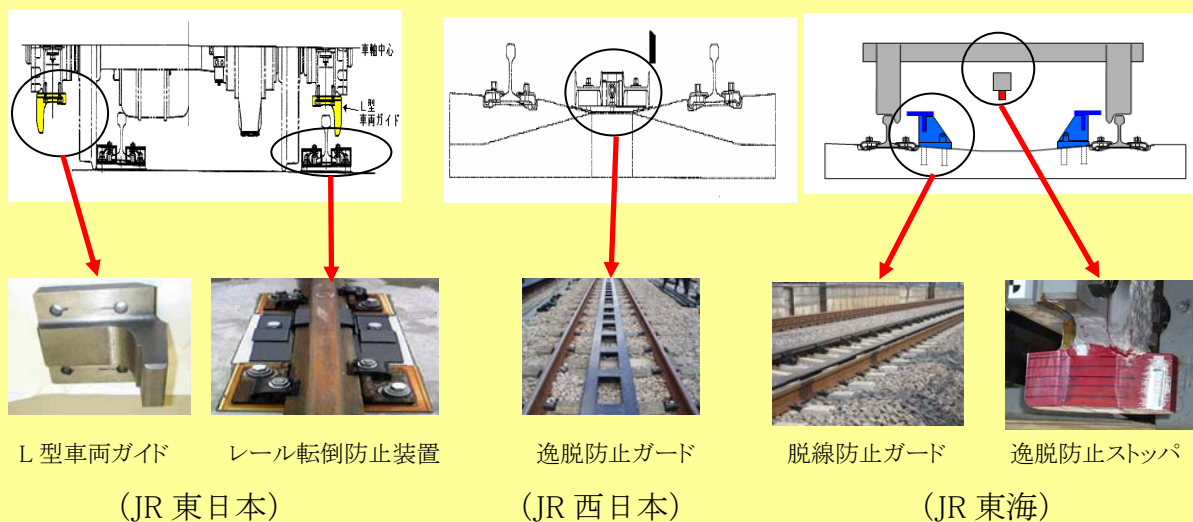 車軸中心
L型
車両ガイド
L 型車両ガイド
レール転倒防止装置
逸脱防止ガード
脱線防止ガード
逸脱防止ストッパ
(JR 東日本)
(JR 西日本)
(JR 東海)